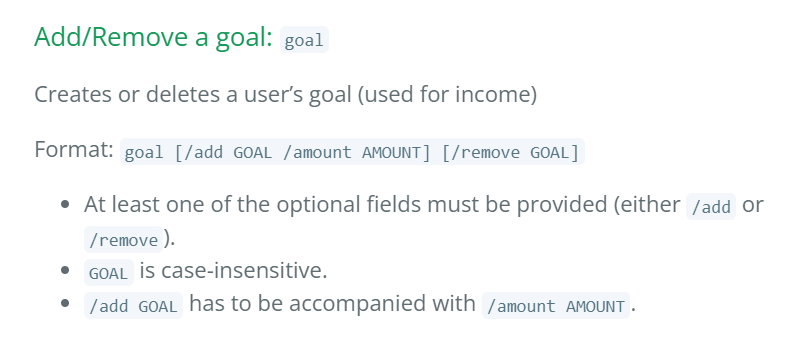 Add/Remove a goal: goal
Creates or deletes a user’s goal (used for income)
Format: goal [/add GOAL /amount AMOUNT] [/remove GOAL]
• At least one of the optional fields must be provided (either /add or
/remove).
• GOAL is case-insensitive.
• /add GOAL has to be accompanied with /amount AMOUNT.